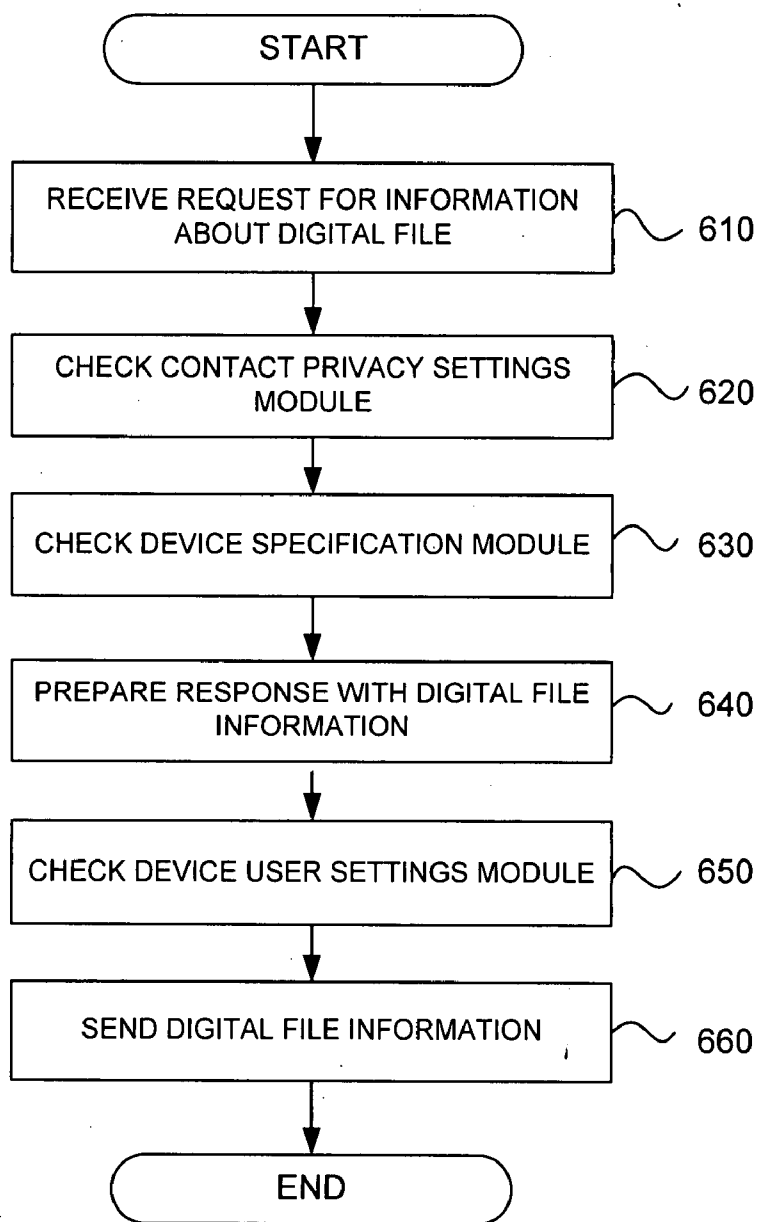 START
RECEIVE REQUEST FOR INFORMATION
ABOUT DIGITAL FILE
610
CHECK CONTACT PRIVACY SETTINGS
MODULE
620
CHECK DEVICE SPECIFICATION MODULE
630
PREPARE RESPONSE WITH DIGITAL FILE
INFORMATION
640
CHECK DEVICE USER SETTINGS MODULE
650
SEND DIGITAL FILE INFORMATION
660
END